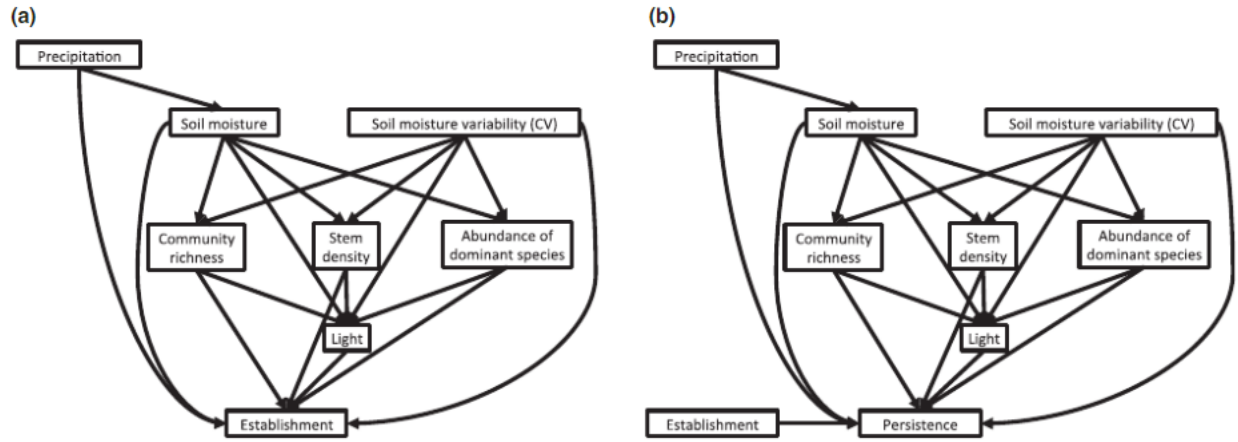 (a)
Precipitation
Soil moisture
Soil moisture variability (CV)
Community
richness
Stem
density
Abundance of
dominant species
Light
Establishment
(b)
Precipitation
Soil moisture
Soil moisture variability (CV)
Community
richness
Stem
density
Abundance of
dominant species
Light
Establishment
Persistence